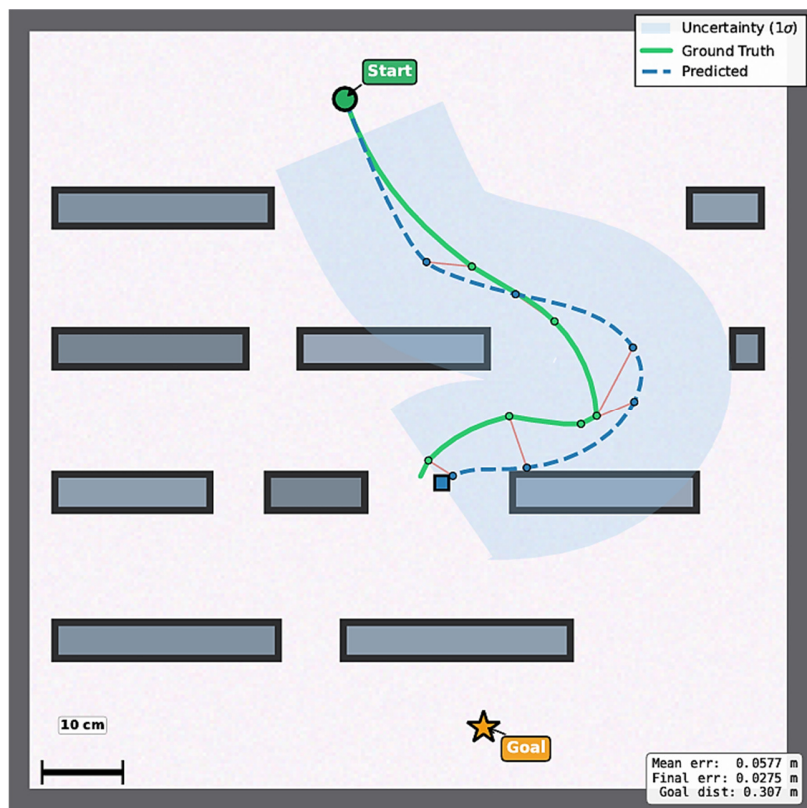 Uncertainty (1σ)
Ground Truth
Predicted
Start
10 cm
Goal
Mean err: 0.0577 m
Final err: 0.0275 m
Goal dist: 0.307 m